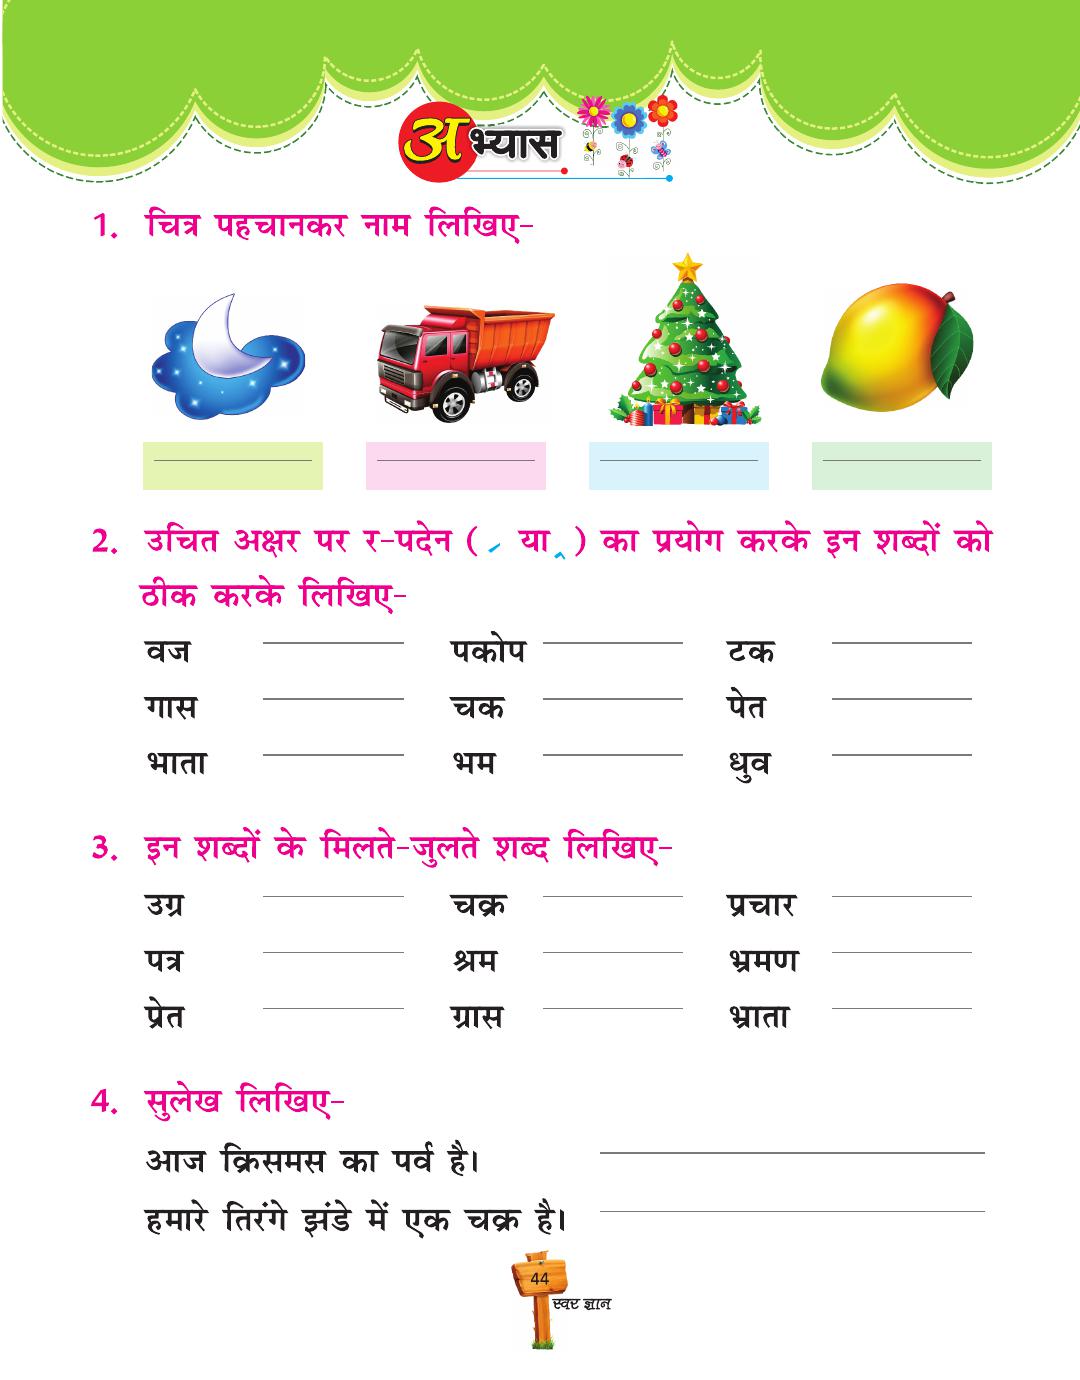 अभ्यास
1. चित्र पहचानकर नाम लिखिए-
2. उचित अक्षर पर र-पदेन ( ्र या ्र ) का प्रयोग करके इन शब्दों को
ठीक करके लिखिए-
वज पकोप टक
गास चक पेत
भाता भम धुव
3. इन शब्दों के मिलते-जुलते शब्द लिखिए-
उग्र चक्र प्रचार
पत्र श्रम भ्रमण
प्रेत ग्रास भ्राता
4. सुलेख लिखिए-
आज क्रिसमस का पर्व है।
हमारे तिरंगे झंडे में एक चक्र है।
44
स्वर ज्ञान